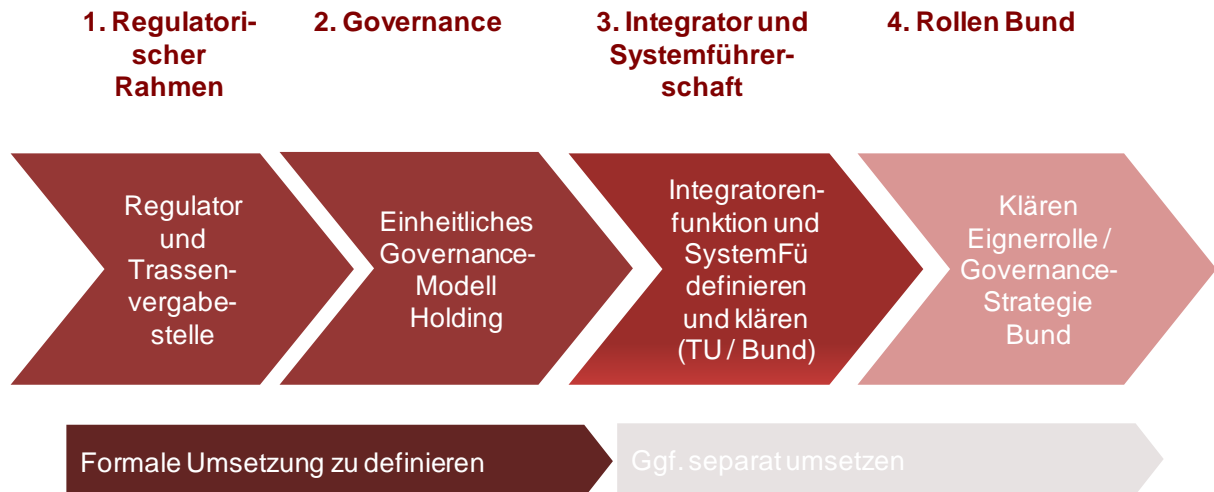 1. Regulatori-
scher
Rahmen
2. Governance
3. Integrator und
Systemführer-
schaft
4. Rollen Bund
Regulator
und
Trassen-
vergabe-
stelle
Einheitliches
Governance-
Modell
Holding
Integratoren-
funktion und
SystemFü
definieren
und klären
(TU / Bund)
Klären
Eignerrolle /
Governance-
Strategie
Bund
Formale Umsetzung zu definieren
Ggf. separat umsetzen